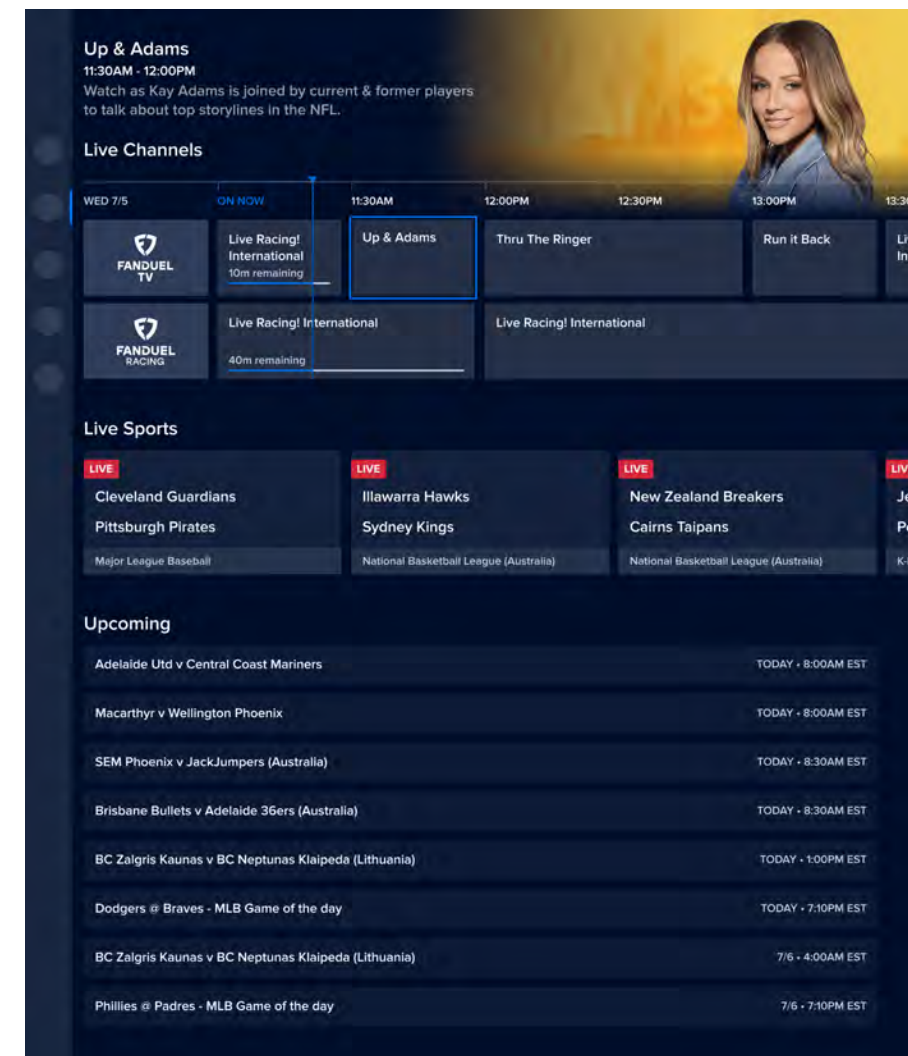 Up & Adams
11:30AM - 12:00PM
Watch as Kay Adams is joined by current & former players
to talk about top storylines in the NFL.
Live Channels
WED 7/5
ON NOW
11:30AM
12:00PM
12:30PM
13:00PM
13:30
FANDUEL
TV
Live Racing!
International
10m remaining
Up & Adams
Thru The Ringer
Run it Back
Li
In
FANDUEL
RACING
Live Racing! International
40m remaining
Live Racing! International
Live Sports
LIVE
Cleveland Guardians
Pittsburgh Pirates
Major League Baseball
LIVE
Illawarra Hawks
Sydney Kings
National Basketball League (Australia)
LIVE
New Zealand Breakers
Cairns Taipans
National Basketball League (Australia)
LIV
Je
Pe
K-
Upcoming
Adelaide Utd v Central Coast Mariners TODAY • 8:00AM EST
Macarthyr v Wellington Phoenix TODAY • 8:00AM EST
SEM Phoenix v JackJumpers (Australia) TODAY • 8:30AM EST
Brisbane Bullets v Adelaide 36ers (Australia) TODAY • 8:30AM EST
BC Zalgris Kaunas v BC Neptunas Klaipeda (Lithuania) TODAY • 1:00PM EST
Dodgers @ Braves - MLB Game of the day TODAY • 7:10PM EST
BC Zalgris Kaunas v BC Neptunas Klaipeda (Lithuania) 7/6 • 4:00AM EST
Phillies @ Padres - MLB Game of the day 7/6 • 7:10PM EST